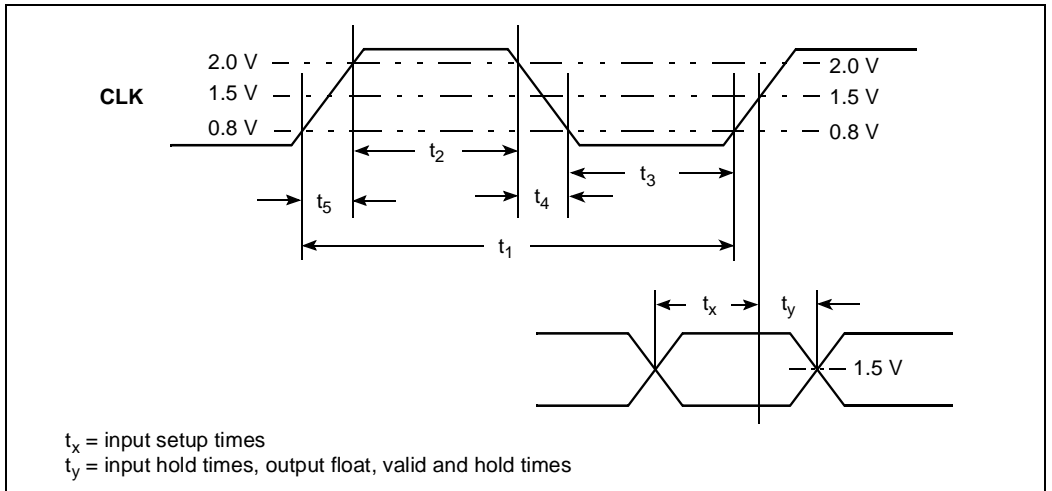 2.0 V
2.0 V
CLK
1.5 V
1.5 V
0.8 V
0.8 V
t2
t3
t5
t4
t1
tx
ty
1.5 V
tx = input setup times
ty = input hold times, output float, valid and hold times